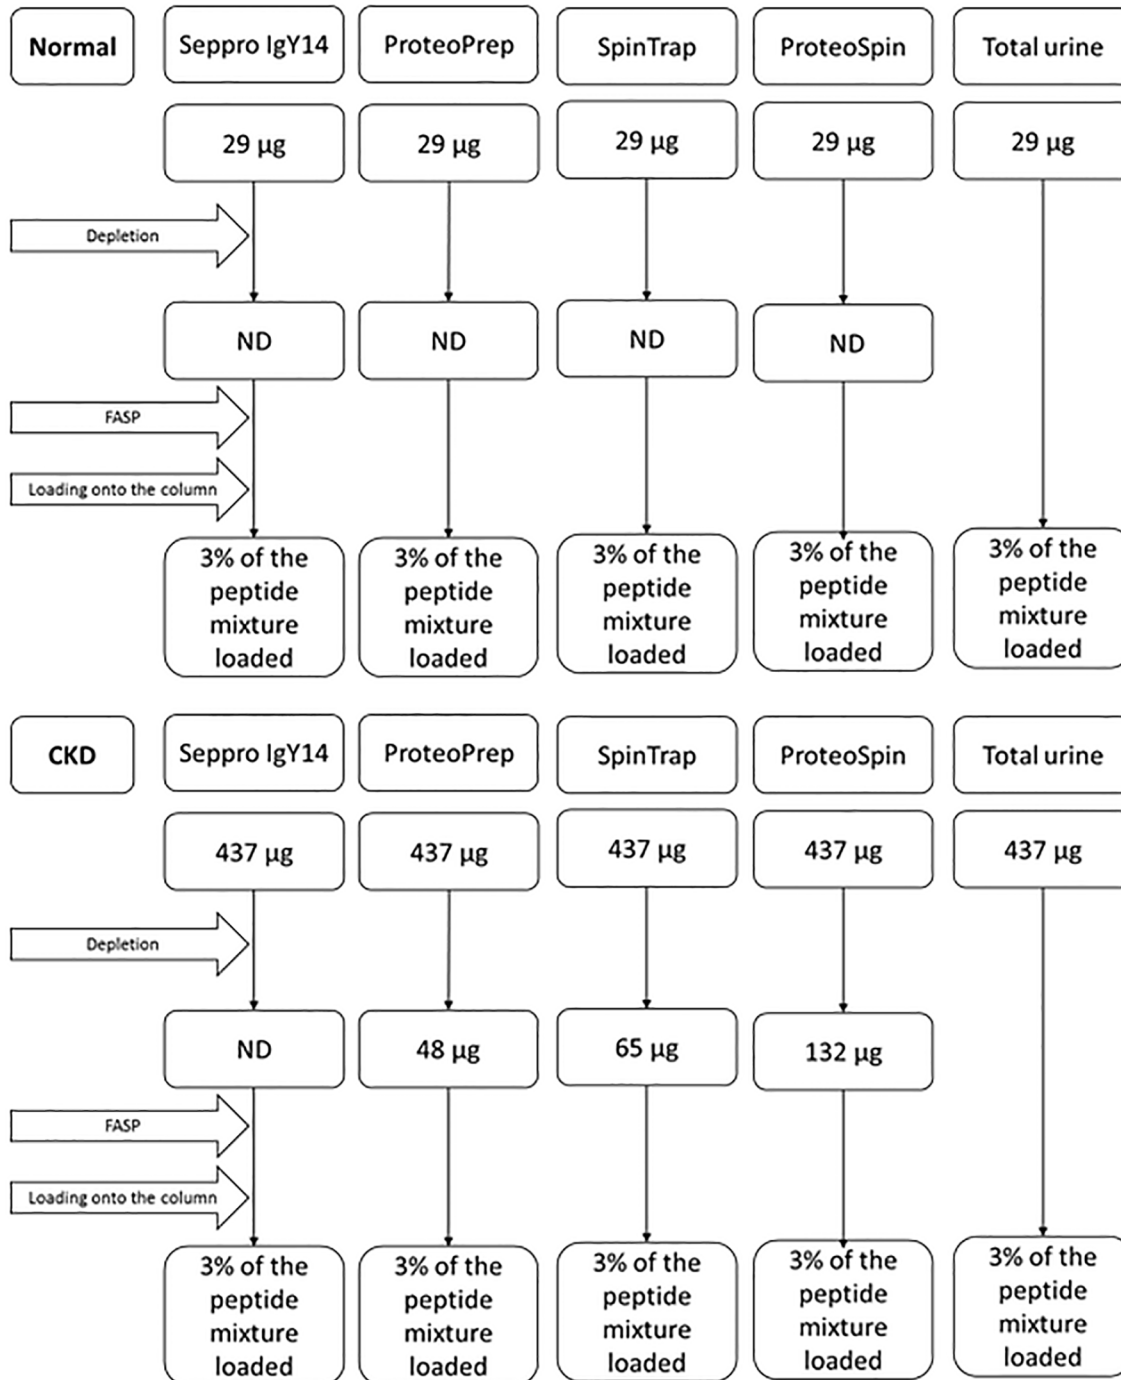 Normal
Seppro IgY14
ProteoPrep
SpinTrap
ProteoSpin
Total urine
29 µg
29 µg
29 µg
29 µg
29 µg
Depletion
ND
ND
ND
ND
FASP
Loading onto the column
3% of the
peptide
mixture
loaded
3% of the
peptide
mixture
loaded
3% of the
peptide
mixture
loaded
3% of the
peptide
mixture
loaded
3% of the
peptide
mixture
loaded
CKD
Seppro IgY14
ProteoPrep
SpinTrap
ProteoSpin
Total urine
437 µg
437 µg
437 µg
437 µg
437 µg
Depletion
ND
48 µg
65 µg
132 µg
FASP
Loading onto the column
3% of the
peptide
mixture
loaded
3% of the
peptide
mixture
loaded
3% of the
peptide
mixture
loaded
3% of the
peptide
mixture
loaded
3% of the
peptide
mixture
loaded